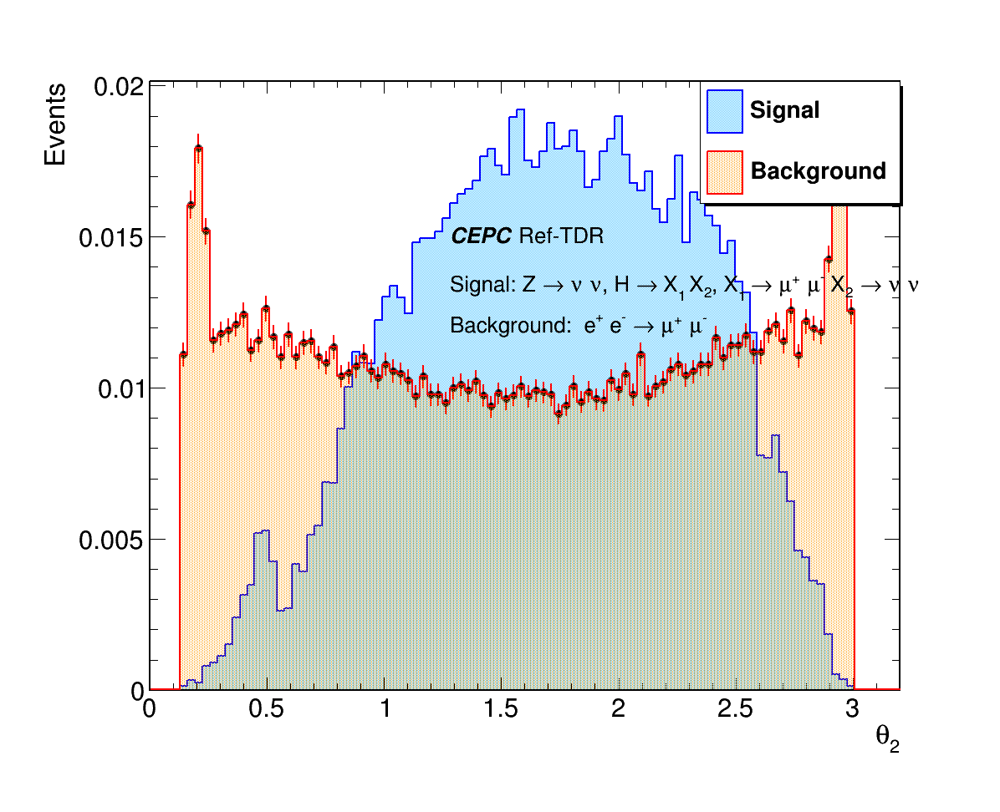 Events
0.02
0.015
0.01
0.005
0
Signal
Background
CEPC Ref-TDR
Signal: Z → ν ν, H → X₁ X₂, X₁ → μ⁺ μ⁻ X₂ → ν ν
Background: e⁺ e⁻ → μ⁺ μ⁻
0 0.5 1 1.5 2 2.5 3
θ₂